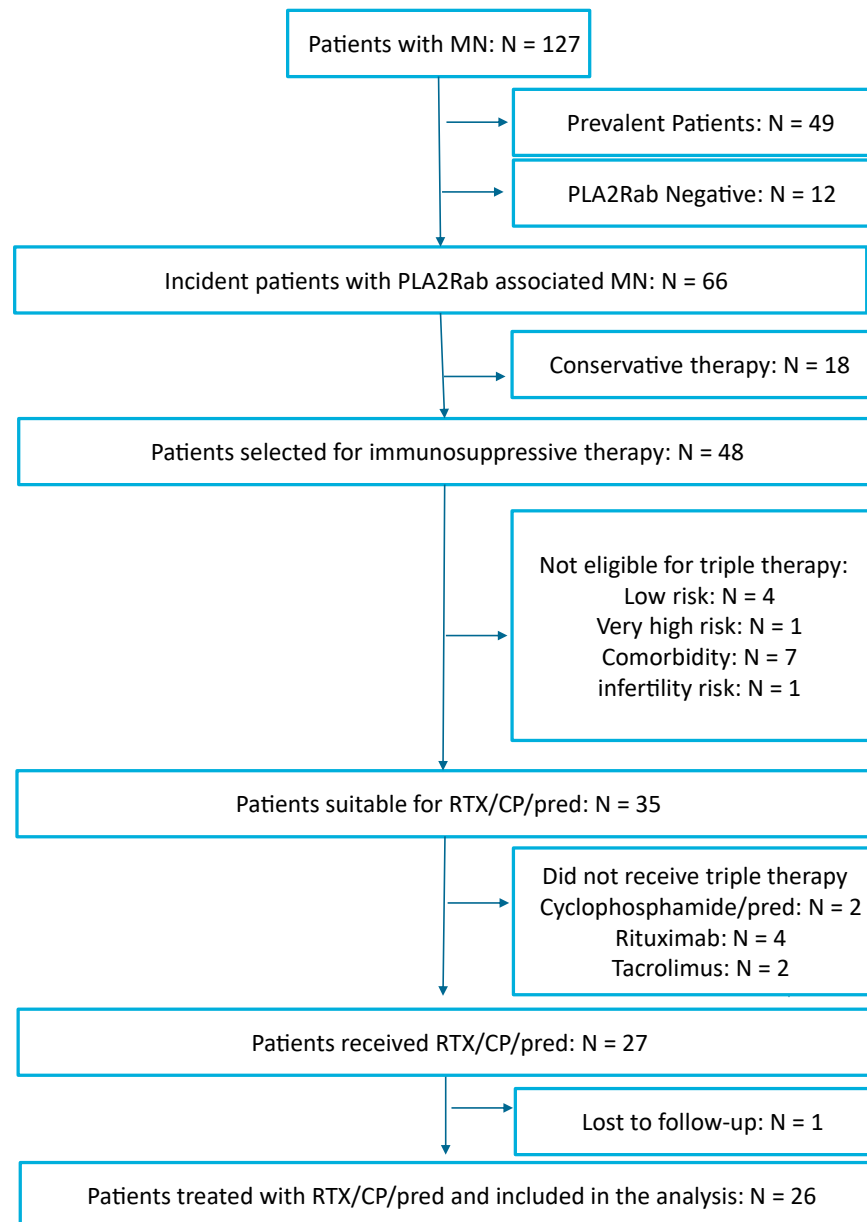 Patients with MN: N = 127
Prevalent Patients: N = 49
PLA2Rab Negative: N = 12
Incident patients with PLA2Rab associated MN: N = 66
Conservative therapy: N = 18
Patients selected for immunosuppressive therapy: N = 48
Not eligible for triple therapy:
Low risk: N = 4
Very high risk: N = 1
Comorbidity: N = 7
infertility risk: N = 1
Patients suitable for RTX/CP/pred: N = 35
Did not receive triple therapy
Cyclophosphamide/pred: N = 2
Rituximab: N = 4
Tacrolimus: N = 2
Patients received RTX/CP/pred: N = 27
Lost to follow-up: N = 1
Patients treated with RTX/CP/pred and included in the analysis: N = 26